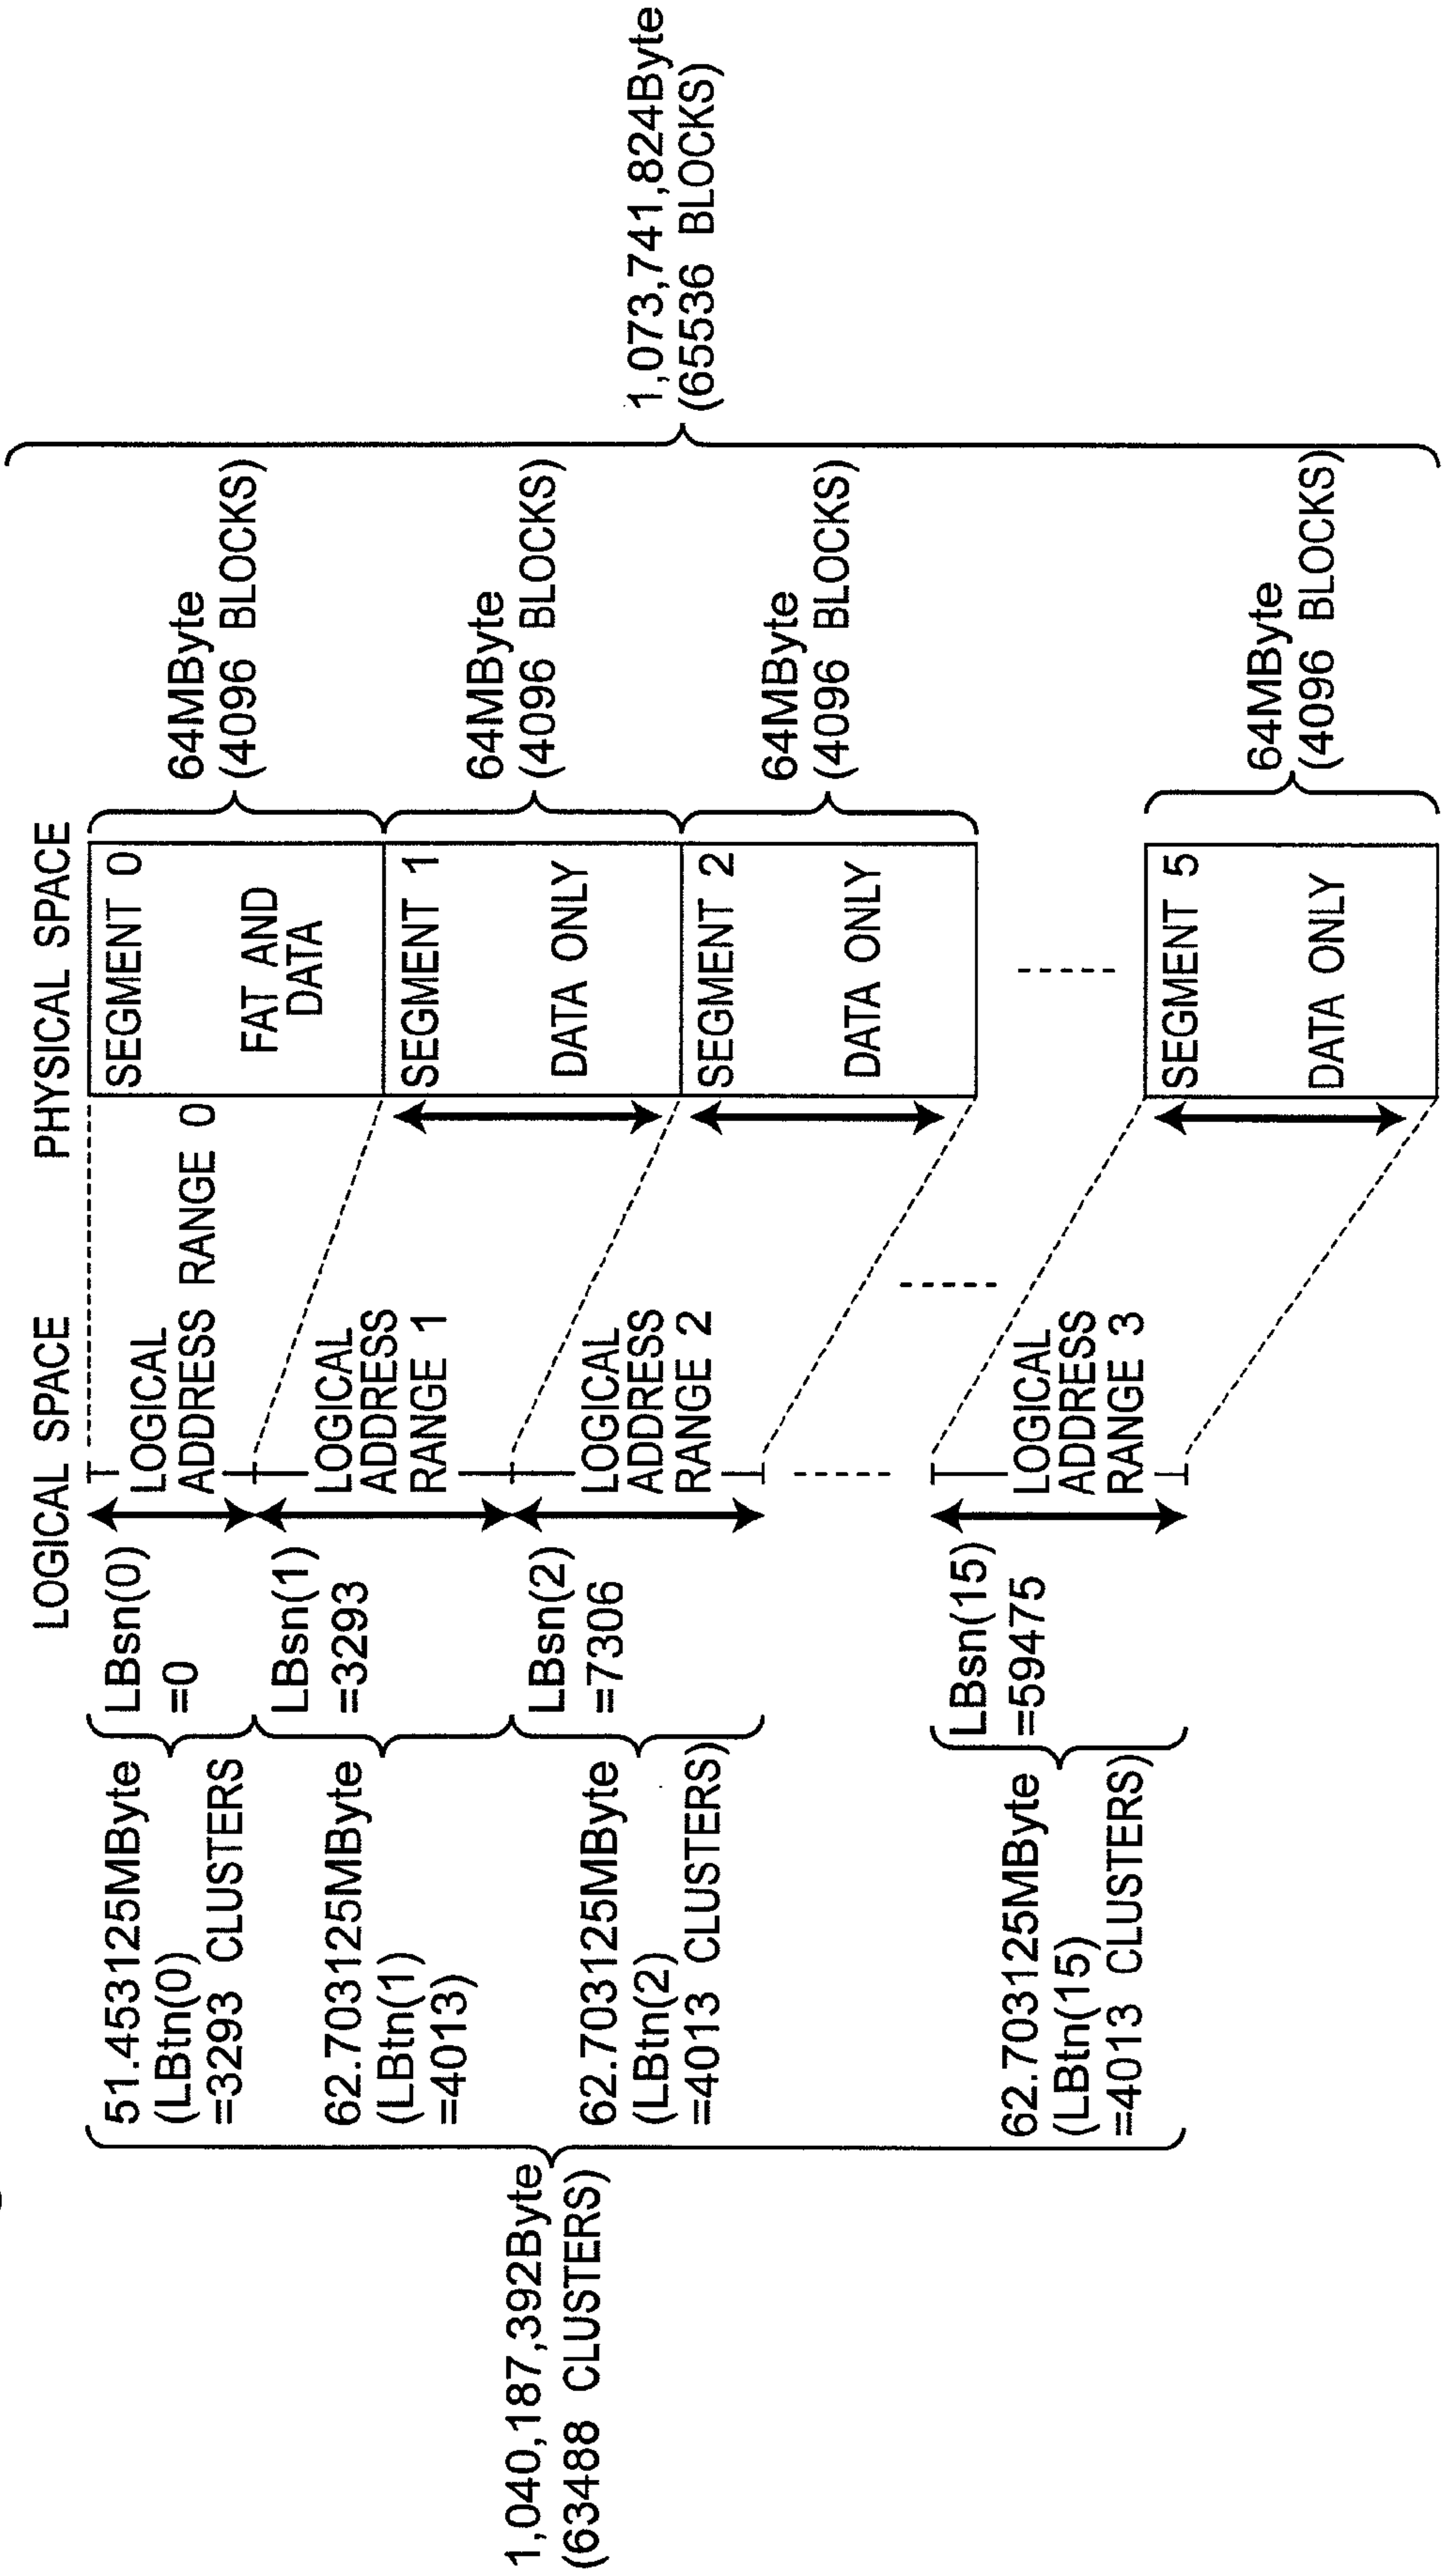 LOGICAL SPACE
PHYSICAL SPACE
1,040,187,392Byte
(63488 CLUSTERS)
51.453125MByte
(LBtn(0)
=3293 CLUSTERS
LBsn(0)
=0
LOGICAL
ADDRESS RANGE 0
SEGMENT 0
FAT AND
DATA
64MByte
(4096 BLOCKS)
62.703125MByte
(LBtn(1)
=4013)
LBsn(1)
=3293
LOGICAL
ADDRESS
RANGE 1
SEGMENT 1
DATA ONLY
64MByte
(4096 BLOCKS)
62.703125MByte
(LBtn(2)
=4013 CLUSTERS)
LBsn(2)
=7306
LOGICAL
ADDRESS
RANGE 2
SEGMENT 2
DATA ONLY
64MByte
(4096 BLOCKS)
62.703125MByte
(LBtn(15)
=4013 CLUSTERS)
LBsn(15)
=59475
LOGICAL
ADDRESS
RANGE 3
SEGMENT 5
DATA ONLY
64MByte
(4096 BLOCKS)
1,073,741,824Byte
(65536 BLOCKS)